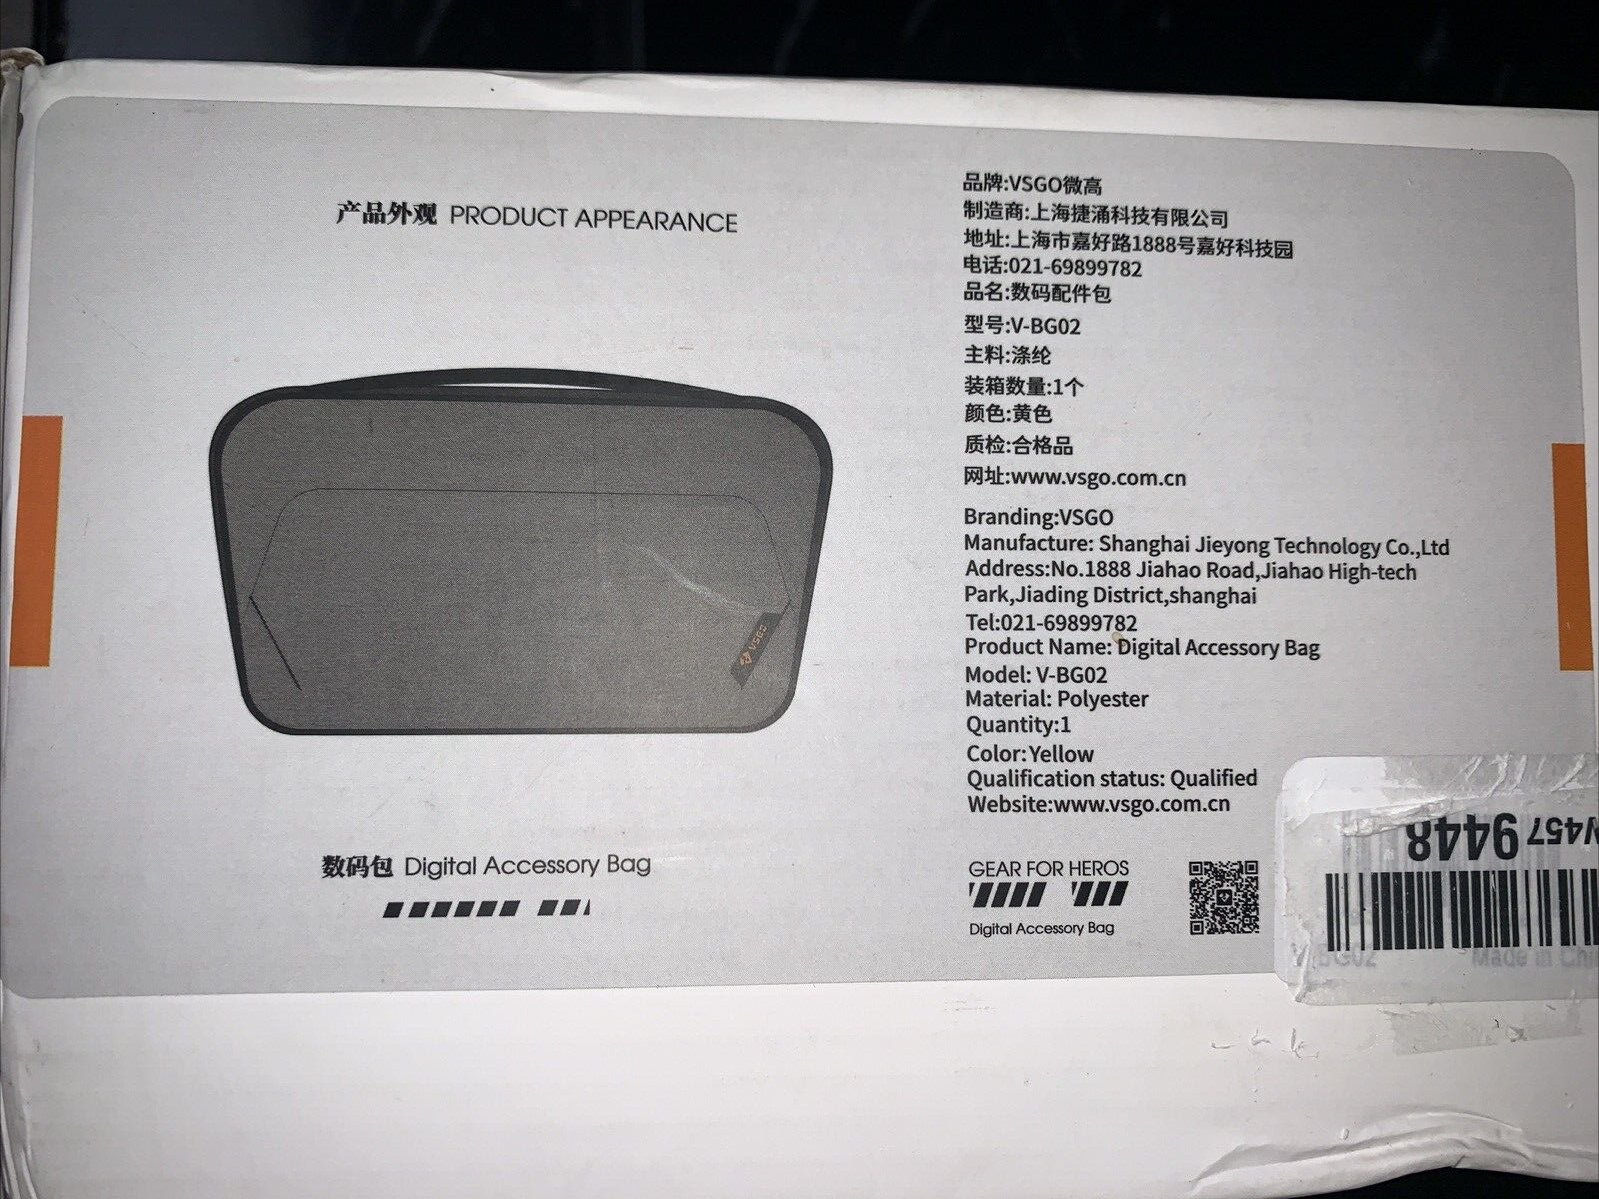 产品外观 PRODUCT APPEARANCE
VSGO
数码包 Digital Accessory Bag
品牌:VSGO微高
制造商:上海捷涌科技有限公司
地址:上海市嘉好路1888号嘉好科技园
电话:021-69899782
品名:数码配件包
型号:V-BG02
主料:涤纶
装箱数量:1个
颜色:黄色
质检:合格品
网址:www.vsgo.com.cn
Branding:VSGO
Manufacture: Shanghai Jieyong Technology Co.,Ltd
Address:No.1888 Jiahao Road,Jiahao High-tech
Park,Jiading District,shanghai
Tel:021-69899782
Product Name: Digital Accessory Bag
Model: V-BG02
Material: Polyester
Quantity:1
Color:Yellow
Qualification status: Qualified
Website:www.vsgo.com.cn
GEAR FOR HEROS
Digital Accessory Bag
457 9448
V-BG02 Made in